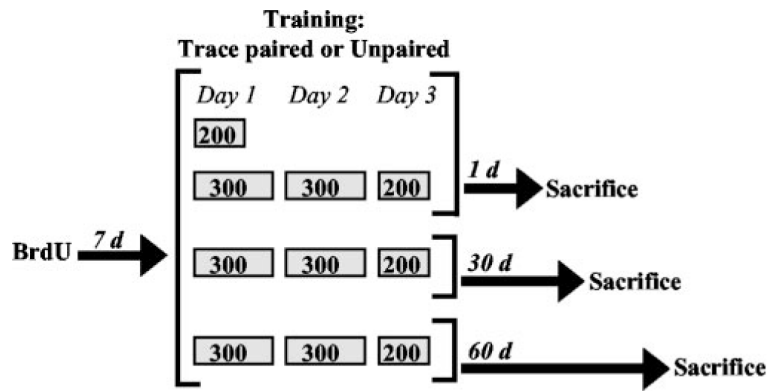 Training:
Trace paired or Unpaired
Day 1 Day 2 Day 3
200
300 300 200 1 d Sacrifice
BrdU 7 d
300 300 200 30 d Sacrifice
300 300 200 60 d Sacrifice